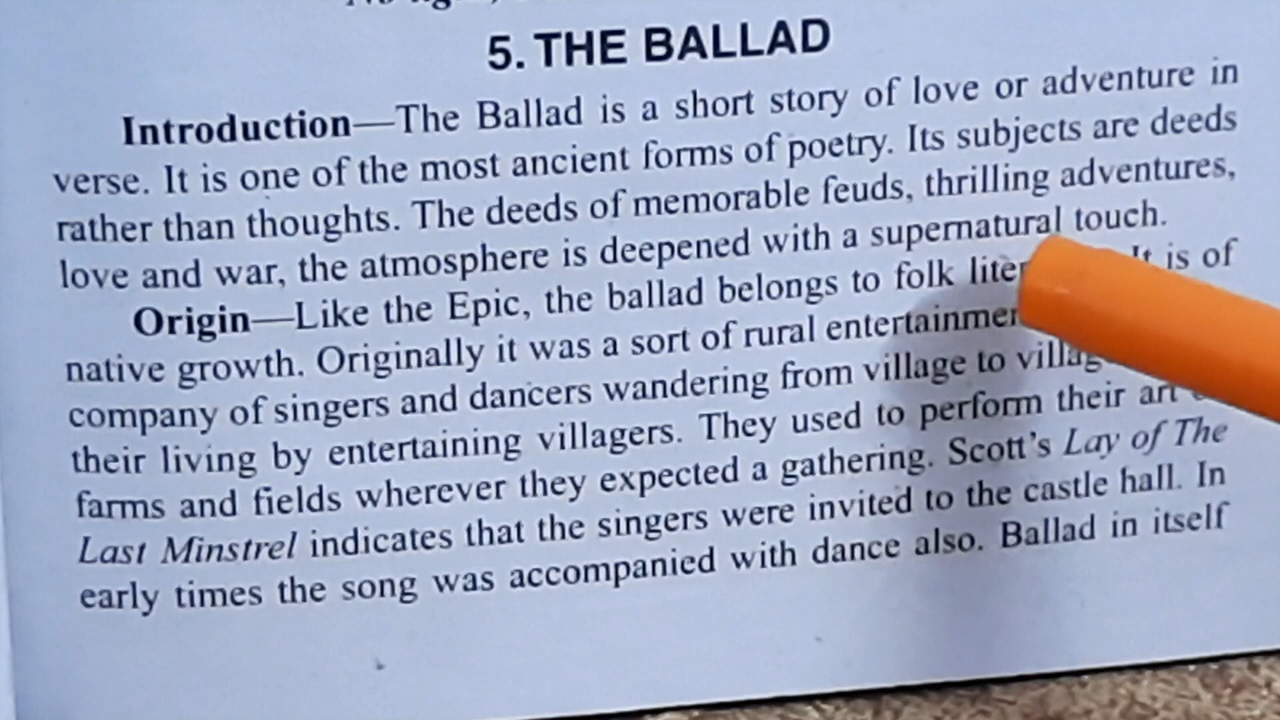 5. THE BALLAD
Introduction—The Ballad is a short story of love or adventure in
verse. It is one of the most ancient forms of poetry. Its subjects are deeds
rather than thoughts. The deeds of memorable feuds, thrilling adventures,
love and war, the atmosphere is deepened with a supernatural touch.
Origin—Like the Epic, the ballad belongs to folk It is of
native growth. Originally it was a sort of rural
company of singers and dancers wandering from village to
their living by entertaining villagers. They used to perform their art
farms and fields wherever they expected a gathering. Scott's Lay of The
Last Minstrel indicates that the singers were invited to the castle hall. In
early times the song was accompanied with dance also. Ballad in itself